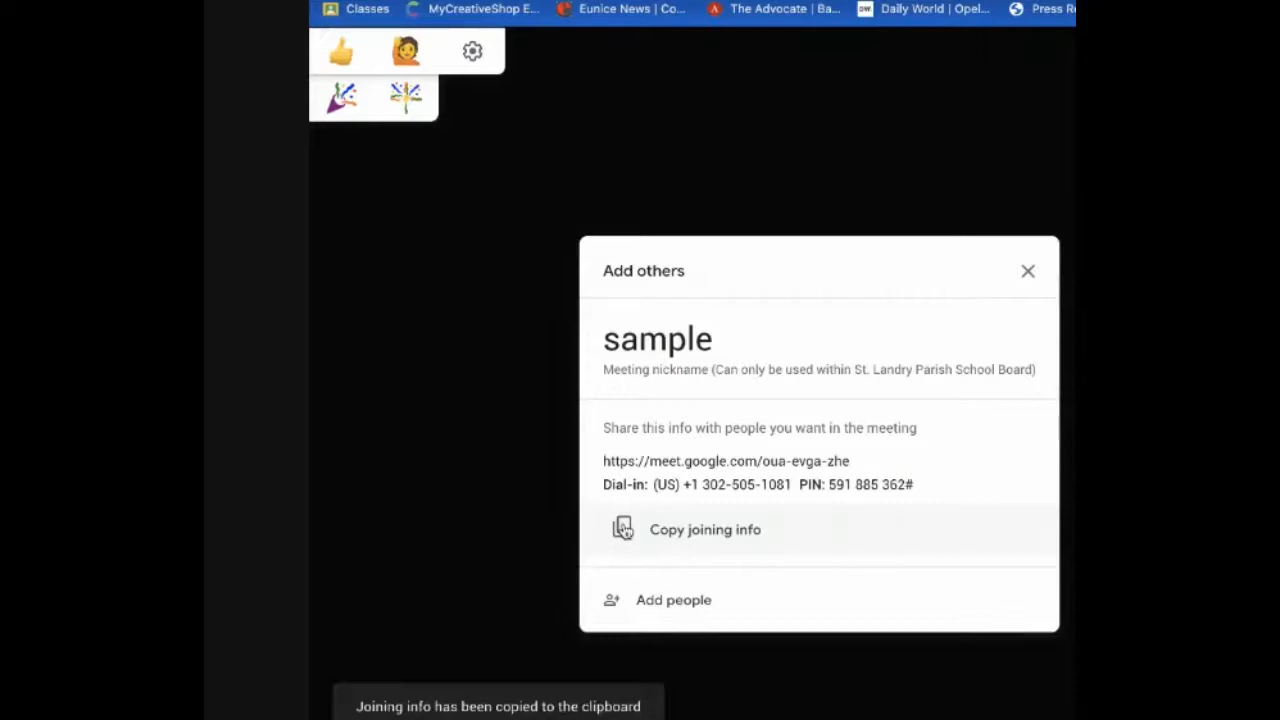 Classes MyCreativeShop E... Eunice News | Co... The Advocate | Ba... DW. Daily World | Opel... Press R
Add others
sample
Meeting nickname (Can only be used within St. Landry Parish School Board)
Share this info with people you want in the meeting
https://meet.google.com/oua-evga-zhe
Dial-in: (US) +1 302-505-1081 PIN: 591 885 362#
Copy joining info
Add people
Joining info has been copied to the clipboard